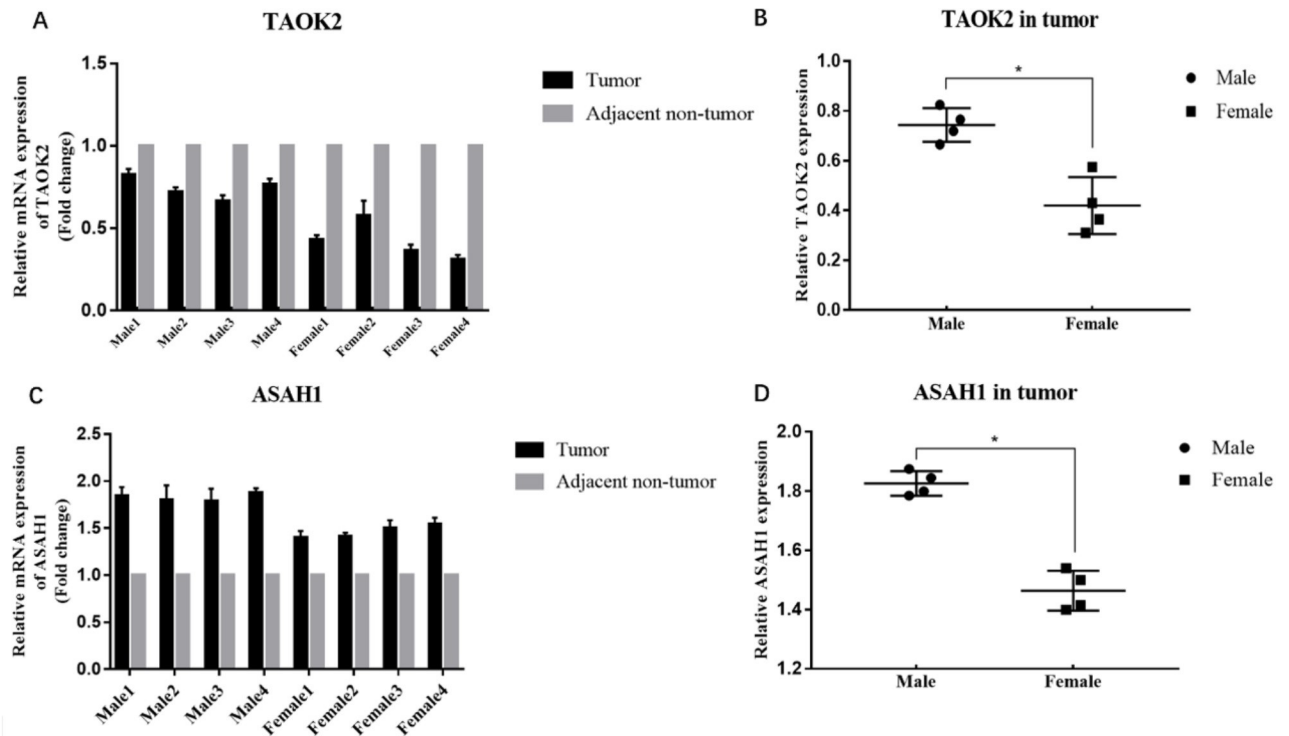 A
TAOK2
Relative mRNA expression
of TAOK2
(Fold change)
1.5
1.0
0.5
0.0
Male1
Male2
Male3
Male4
Female1
Female2
Female3
Female4
Tumor
Adjacent non-tumor
B
TAOK2 in tumor
Relative TAOK2 expression
1.0
0.8
0.6
0.4
0.2
0.0
*
Male
Female
Male
Female
C
ASAH1
Relative mRNA expression
of ASAH1
(Fold change)
2.5
2.0
1.5
1.0
0.5
0.0
Male1
Male2
Male3
Male4
Female1
Female2
Female3
Female4
Tumor
Adjacent non-tumor
D
ASAH1 in tumor
Relative ASAH1 expression
2.0
1.8
1.6
1.4
1.2
*
Male
Female
Male
Female